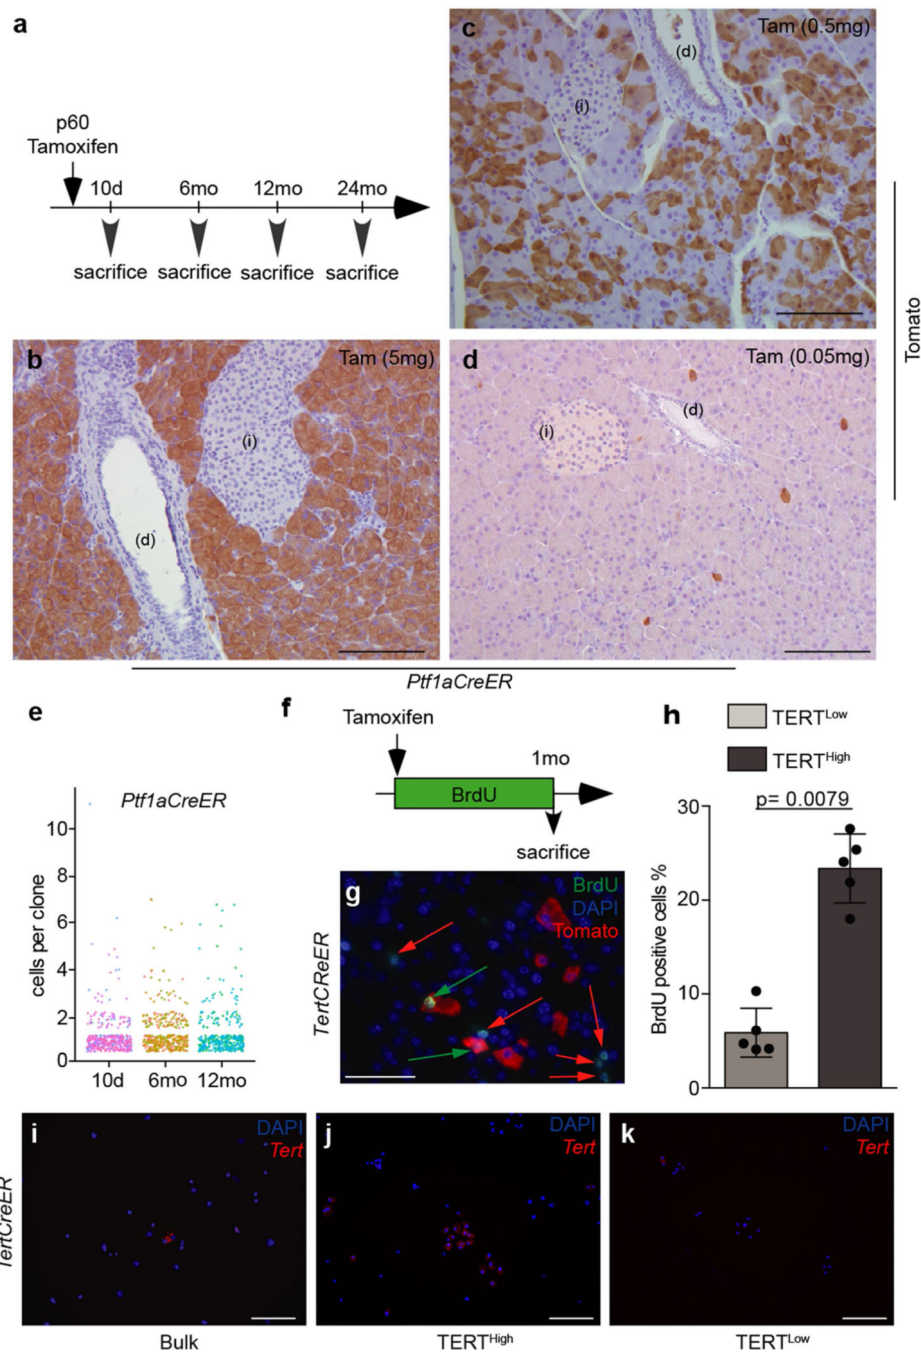 a
p60
Tamoxifen
10d 6mo 12mo 24mo
sacrifice sacrifice sacrifice sacrifice
c Tam (0.5mg)
(d)
(i)
b Tam (5mg)
(i)
(d)
d Tam (0.05mg)
(i) (d)
Tomato
Ptf1aCreER
e
Ptf1aCreER
cells per clone
10
8
6
4
2
0
10d 6mo 12mo
f
Tamoxifen
1mo
BrdU
sacrifice
g BrdU
DAPI
Tomato
TertCReER
h
TERTLow
TERTHigh
p= 0.0079
BrdU positive cells %
30
20
10
0
i DAPI
Tert
j DAPI
Tert
k DAPI
Tert
TertCreER
Bulk TERTHigh TERTLow